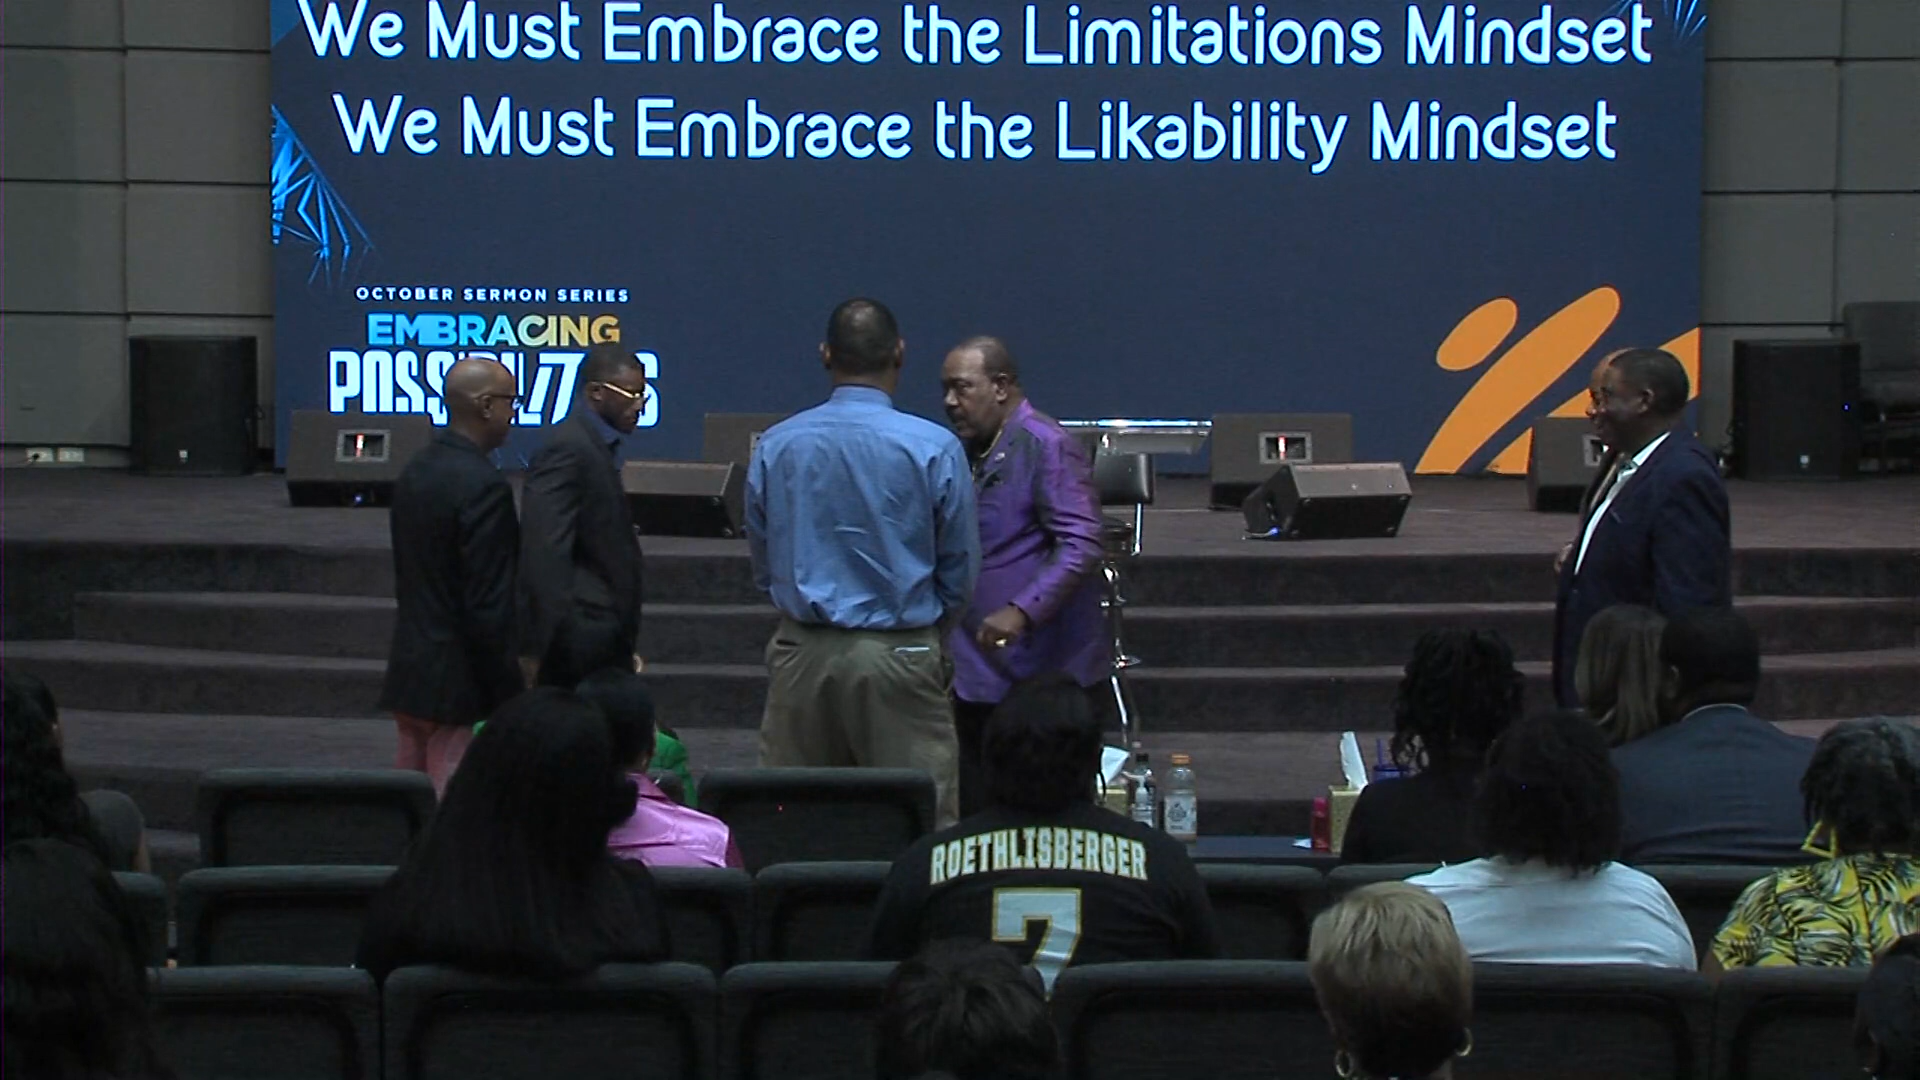 We Must Embrace the Limitations Mindset
We Must Embrace the Likability Mindset
OCTOBER SERMON SERIES
EMBRACING
ROETHLISBERGER
7